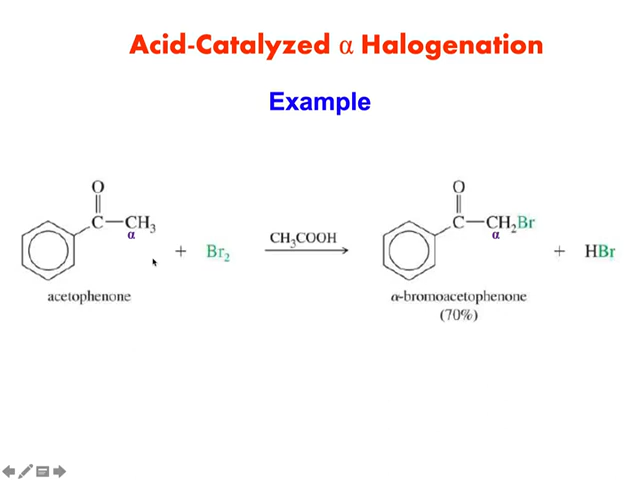 Acid-Catalyzed α Halogenation
Example
O
C—CH₃
α
+ Br₂
CH₃COOH
O
C—CH₂Br
α
+ HBr
acetophenone
α-bromoacetophenone
(70%)